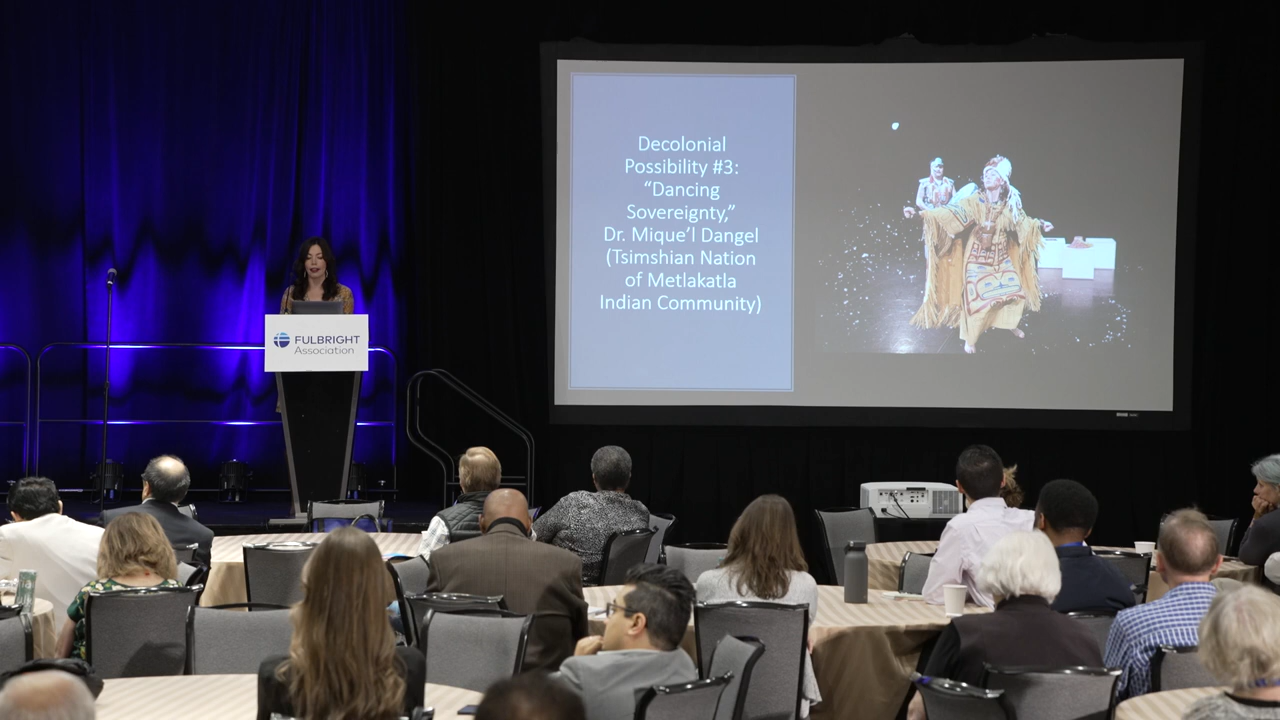 FULBRIGHT
Association
Decolonial
Possibility #3:
“Dancing
Sovereignty,”
Dr. Mique’l Dangel
(Tsimshian Nation
of Metlakatla
Indian Community)